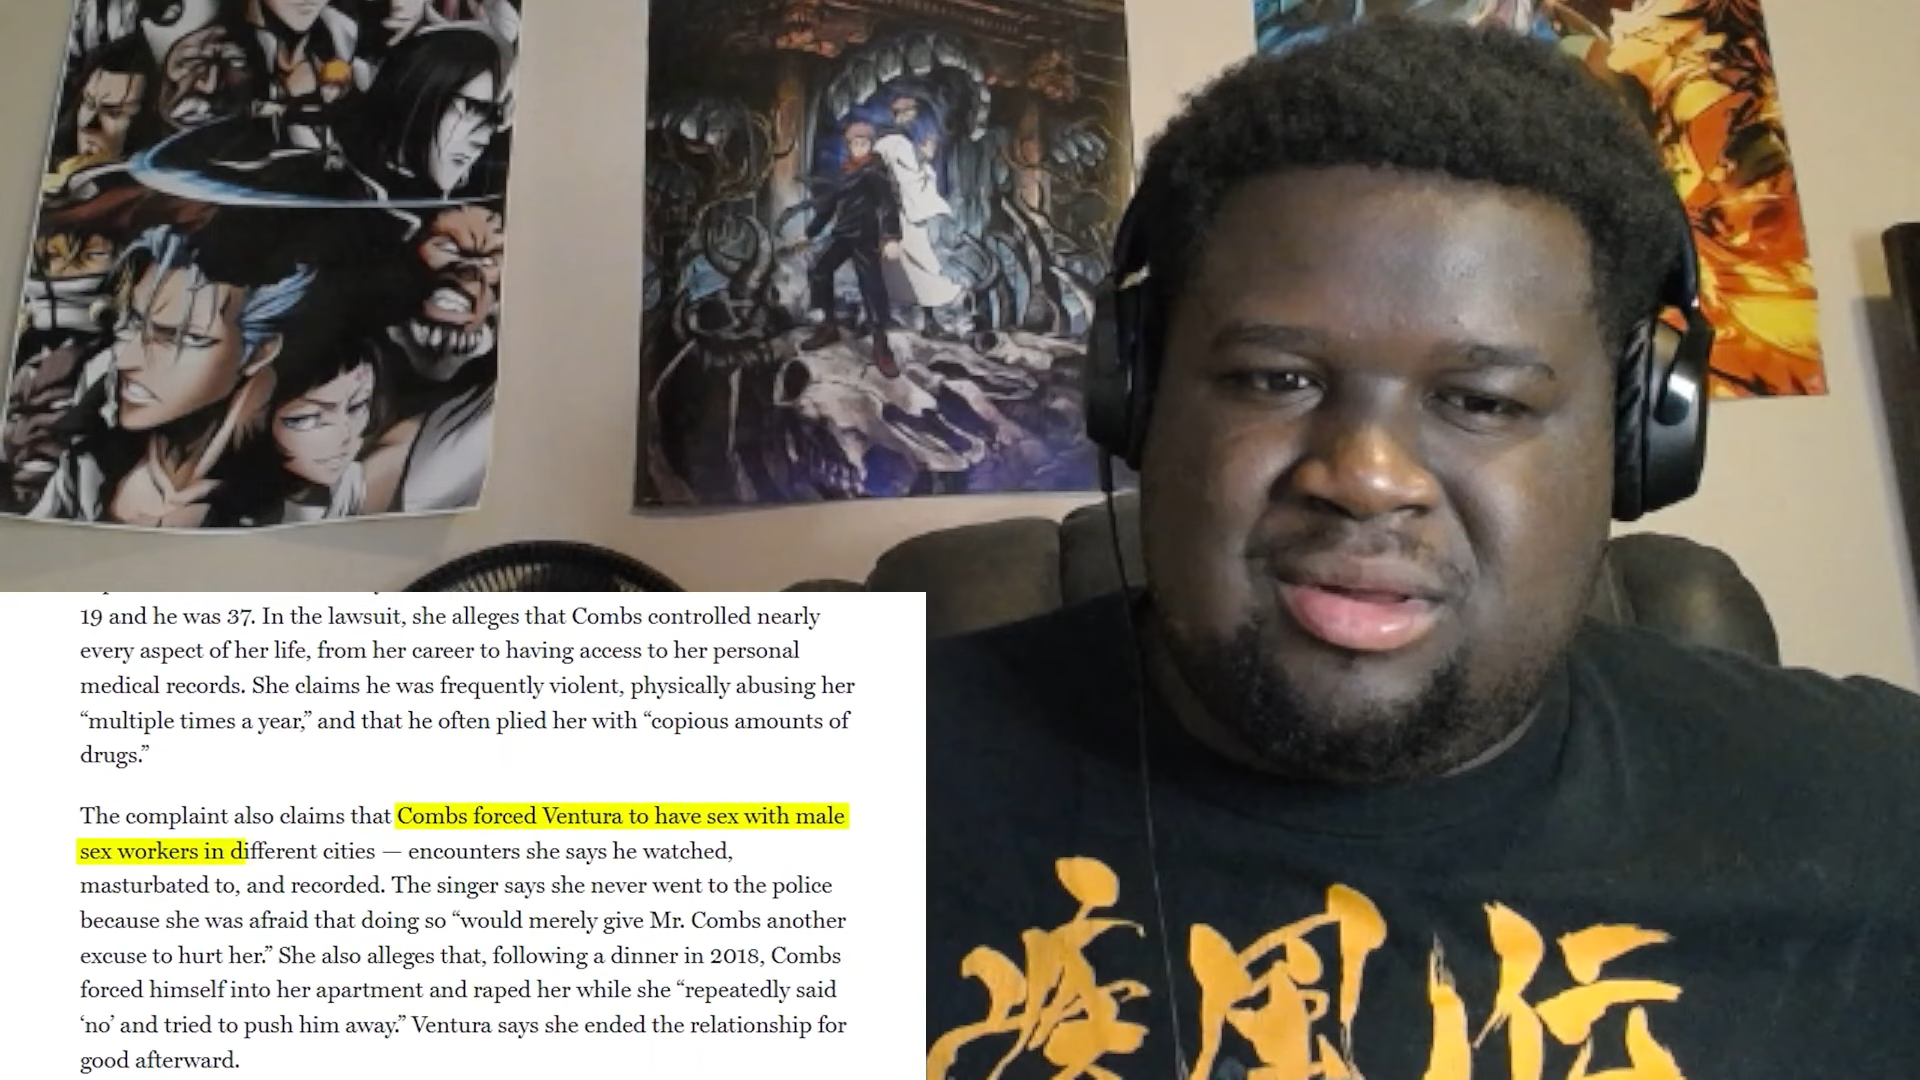 19 and he was 37. In the lawsuit, she alleges that Combs controlled nearly
every aspect of her life, from her career to having access to her personal
medical records. She claims he was frequently violent, physically abusing her
“multiple times a year,” and that he often plied her with “copious amounts of
drugs.”
The complaint also claims that Combs forced Ventura to have sex with male
sex workers in different cities — encounters she says he watched,
masturbated to, and recorded. The singer says she never went to the police
because she was afraid that doing so “would merely give Mr. Combs another
excuse to hurt her.” She also alleges that, following a dinner in 2018, Combs
forced himself into her apartment and raped her while she “repeatedly said
‘no’ and tried to push him away.” Ventura says she ended the relationship for
good afterward.
疾風伝